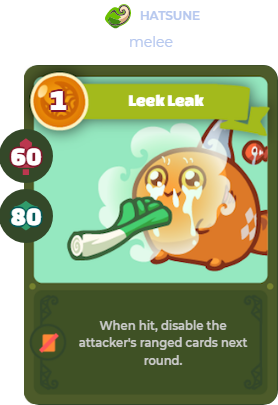 HATSUNE
melee
1
Leek Leak
60
80
When hit, disable the
attacker's ranged cards next
round.